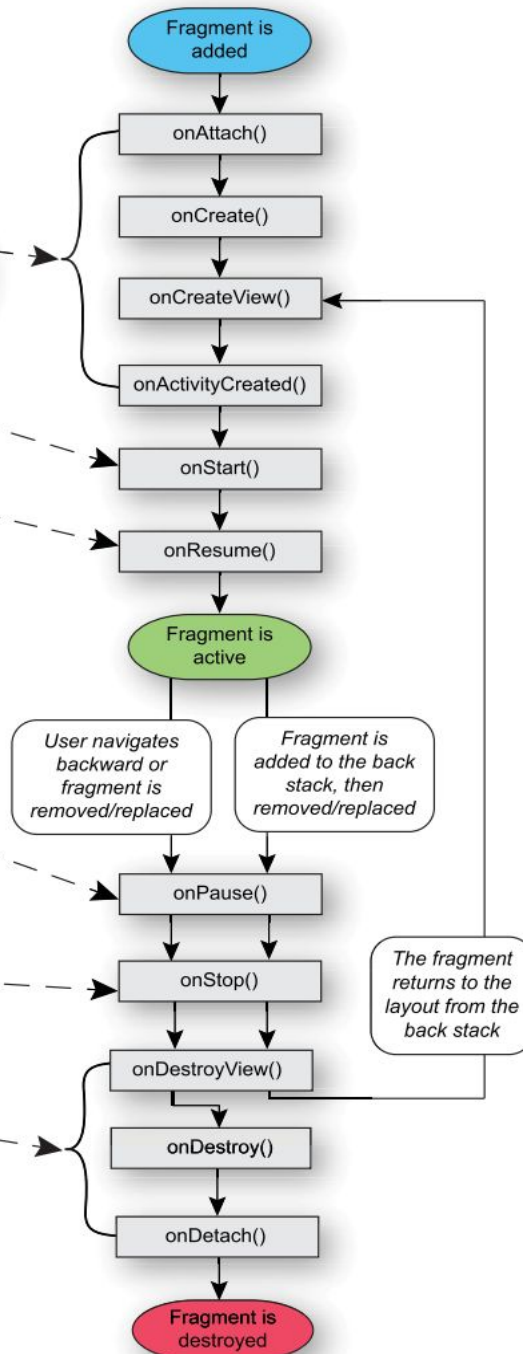 Fragment is
added
onAttach()
onCreate()
onCreateView()
onActivityCreated()
onStart()
onResume()
Fragment is
active
User navigates
backward or
fragment is
removed/replaced
Fragment is
added to the back
stack, then
removed/replaced
onPause()
onStop()
The fragment
returns to the
layout from the
back stack
onDestroyView()
onDestroy()
onDetach()
Fragment is
destroyed